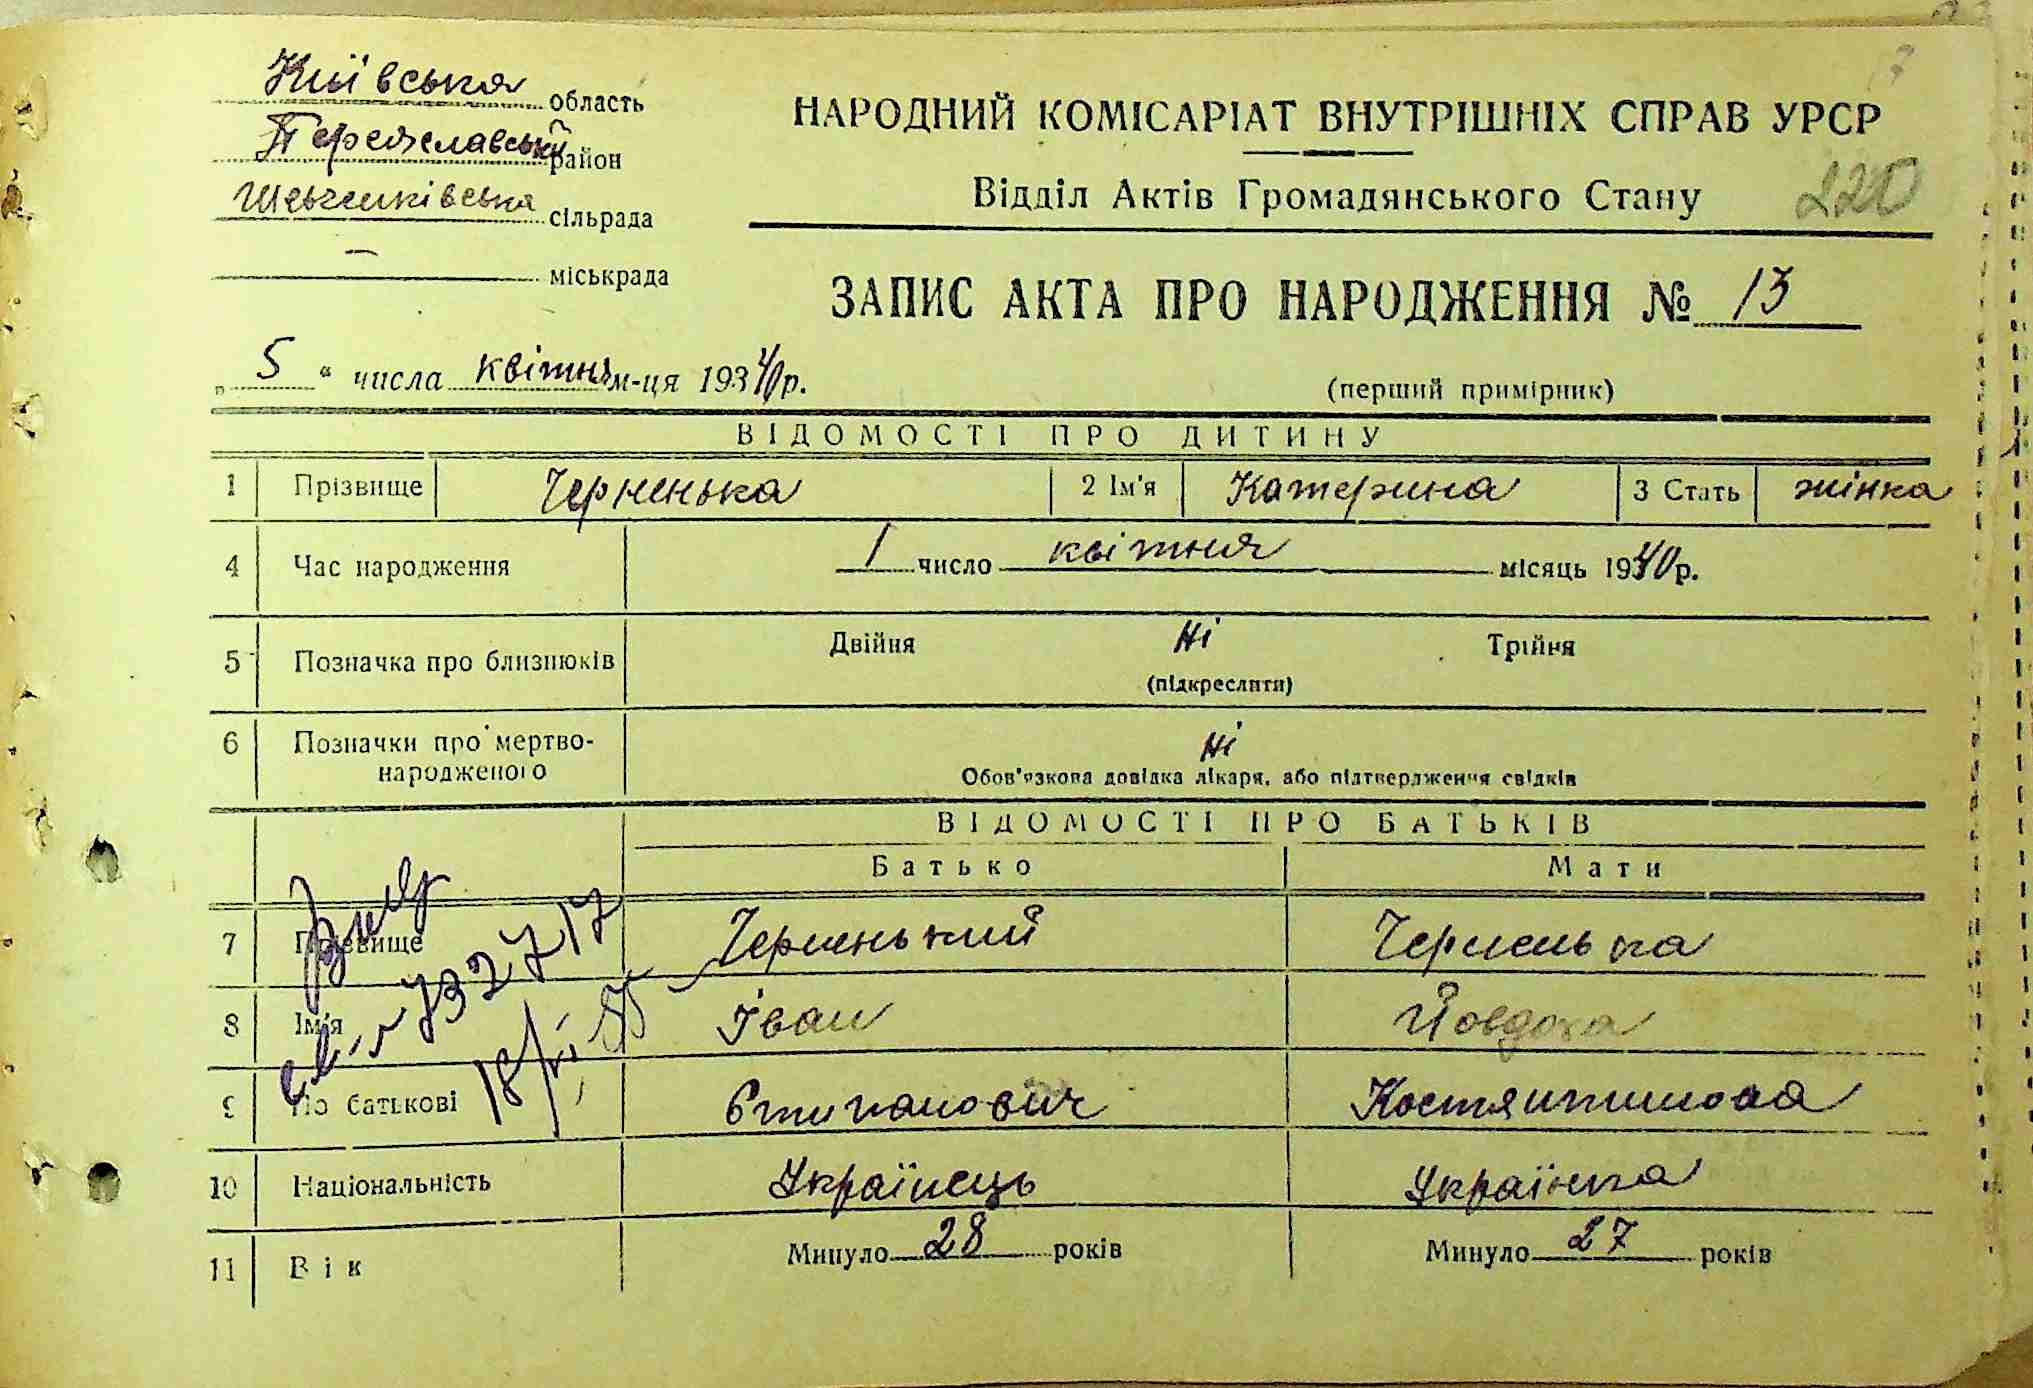 Київська область
Переяславський район
Шевченківська сільрада
— міськрада
НАРОДНИЙ КОМІСАРІАТ ВНУТРІШНІХ СПРАВ УРСР
Відділ Актів Громадянського Стану
220
ЗАПИС АКТА ПРО НАРОДЖЕННЯ № 13
„ 5 “ числа квітня м-ця 1940 р.
(перший примірник)
ВІДОМОСТІ ПРО ДИТИНУ
1 Прізвище Черненька 2 Ім'я Катерина 3 Стать жінка
4 Час народження 1 число квітня місяць 1940 р.
5 Позначка про близнюків Двійня Ні Трійня
(підкреслити)
6 Позначки про мертво-
народженого Ні
Обов'язкова довідка лікаря, або підтвердження свідків
ВІДОМОСТІ ПРО БАТЬКІВ
Батько Мати
7 Прізвище Черненький Черненька
8 Ім'я Іван Йовдоха
9 По батькові Стипанович Костянтинова
10 Національність Українець Українка
11 Вік Минуло 28 років Минуло 27 років
732717